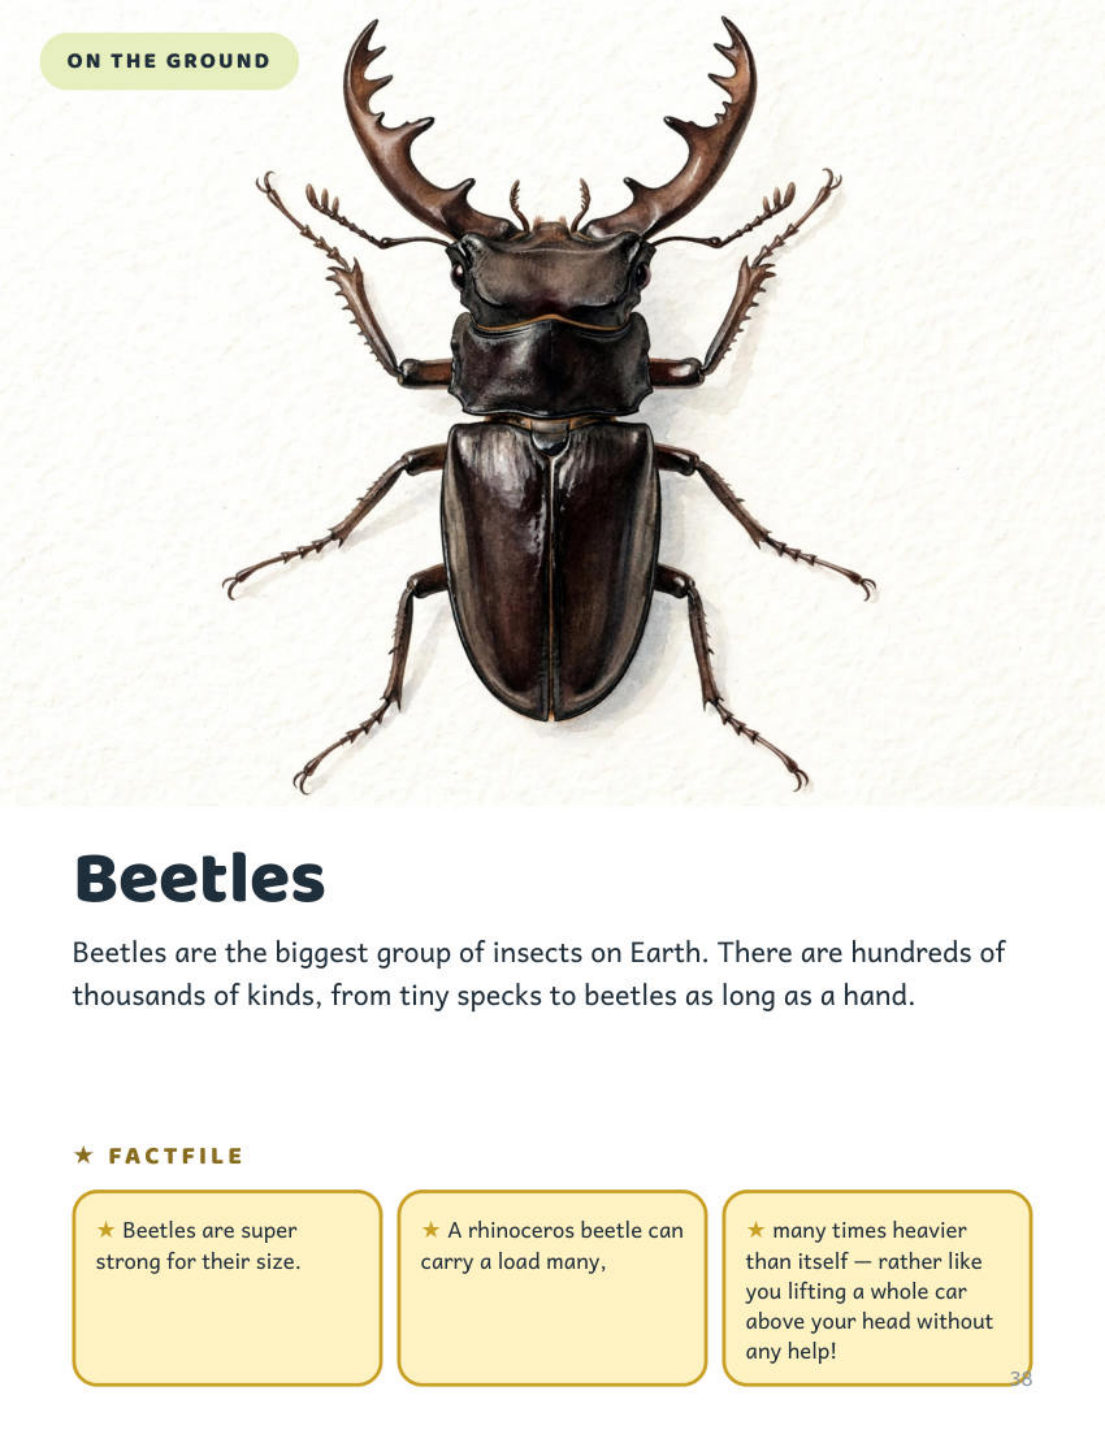 ON THE GROUND
Beetles
Beetles are the biggest group of insects on Earth. There are hundreds of
thousands of kinds, from tiny specks to beetles as long as a hand.
★ FACTFILE
★ Beetles are super
strong for their size.
★ A rhinoceros beetle can
carry a load many,
★ many times heavier
than itself — rather like
you lifting a whole car
above your head without
any help!
38